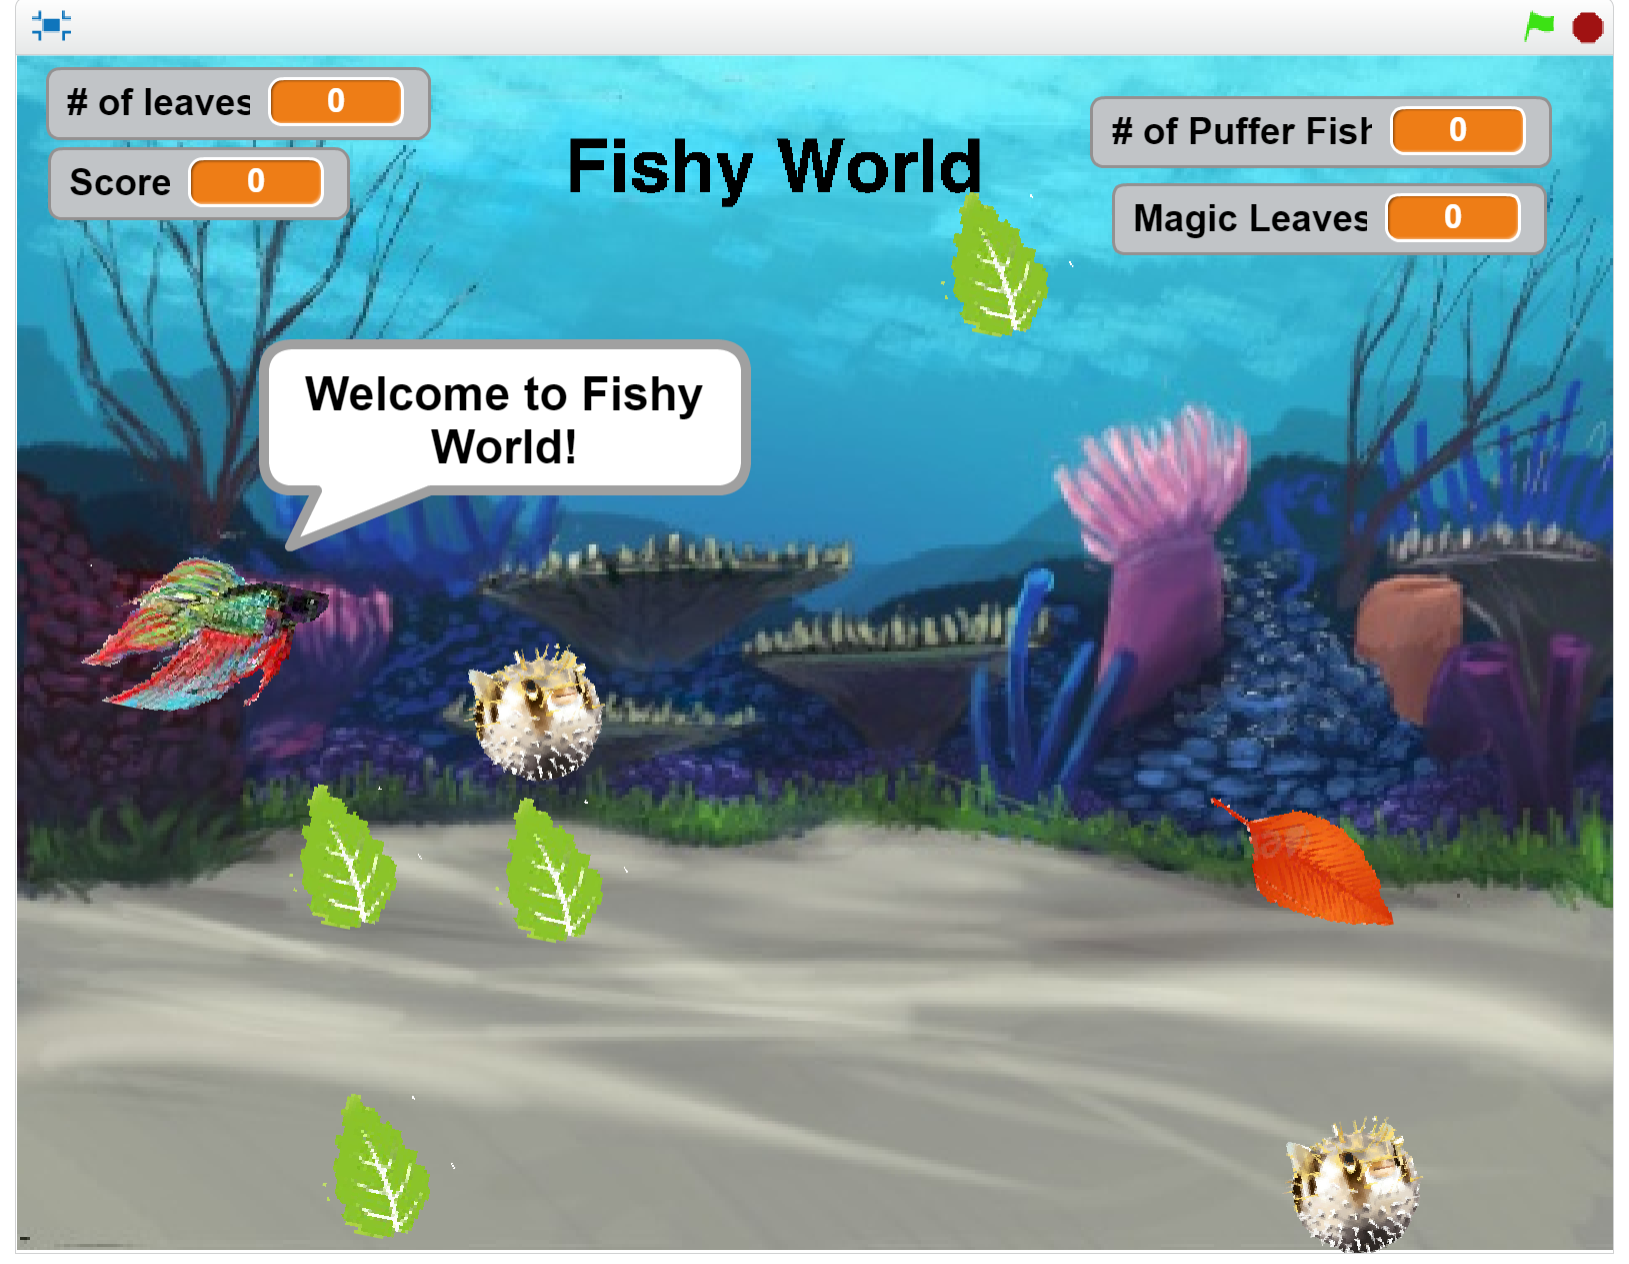 # of leaves 0
Score 0
Fishy World
# of Puffer Fish 0
Magic Leaves 0
Welcome to Fishy
World!